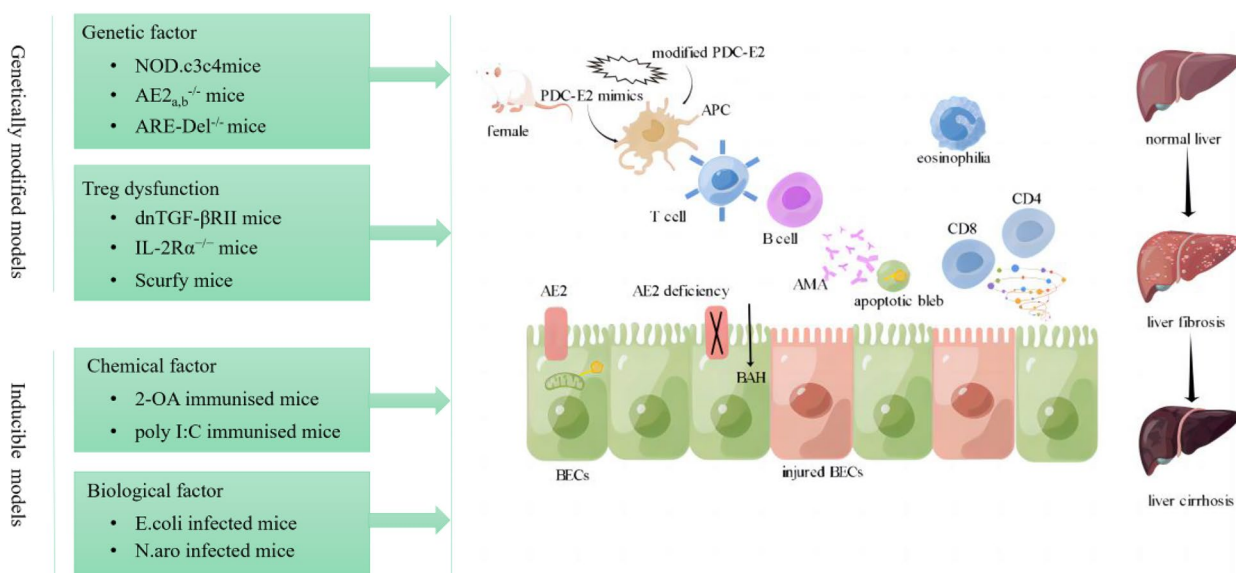 Genetically modified models
Genetic factor
• NOD.c3c4mice
• AE2a,b-/- mice
• ARE-Del-/- mice
Treg dysfunction
• dnTGF-βRII mice
• IL-2Rα−/− mice
• Scurfy mice
Inducible models
Chemical factor
• 2-OA immunised mice
• poly I:C immunised mice
Biological factor
• E.coli infected mice
• N.aro infected mice
modified PDC-E2
PDC-E2 mimics
female
APC
T cell
B cell
eosinophilia
CD4
CD8
AMA
apoptotic bleb
AE2
AE2 deficiency
BAH
BECs
injured BECs
normal liver
liver fibrosis
liver cirrhosis